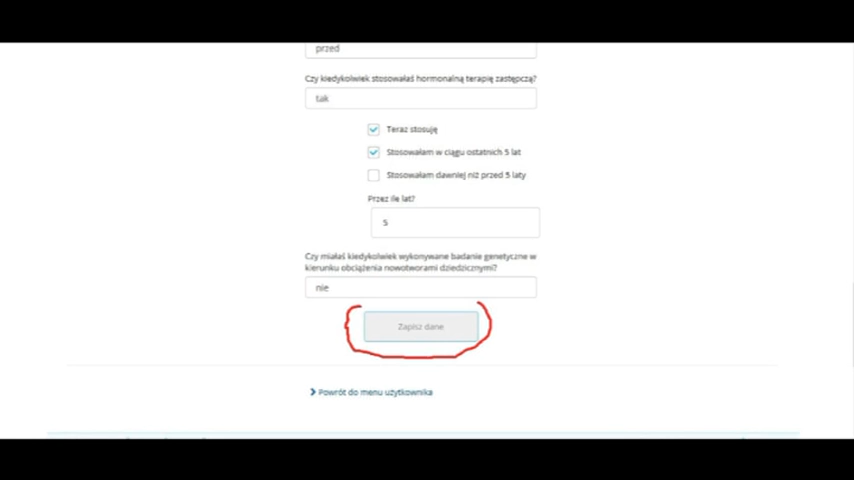 przed
Czy kiedykolwiek stosowałaś hormonalną terapię zastępczą?
tak
Teraz stosuję
Stosowałam w ciągu ostatnich 5 lat
Stosowałam dawniej niż przed 5 laty
Przez ile lat?
5
Czy miałaś kiedykolwiek wykonywane badanie genetyczne w
kierunku obciążenia nowotworami dziedzicznymi?
nie
Zapisz dane
Powrót do menu użytkownika